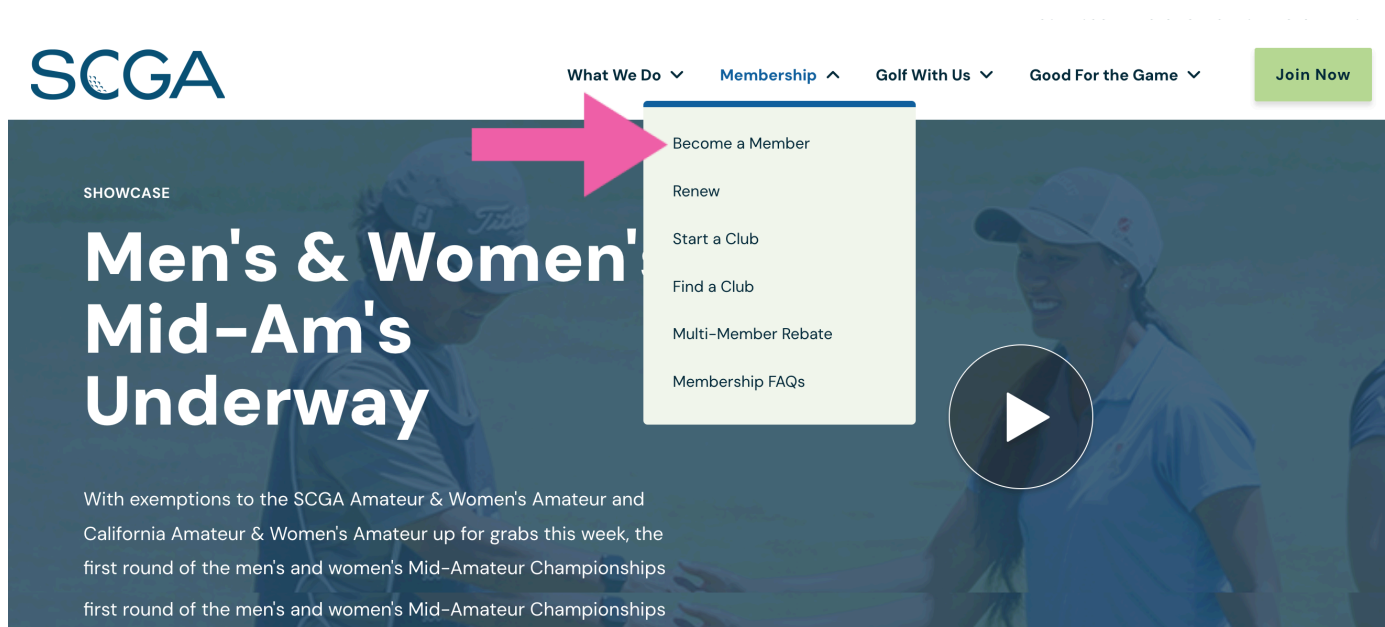 SCGA
What We Do
Membership
Golf With Us
Good For the Game
Join Now
Become a Member
Renew
Start a Club
Find a Club
Multi-Member Rebate
Membership FAQs
SHOWCASE
Men's & Women's
Mid-Am's
Underway
With exemptions to the SCGA Amateur & Women's Amateur and
California Amateur & Women's Amateur up for grabs this week, the
first round of the men's and women's Mid-Amateur Championships
first round of the men's and women's Mid-Amateur Championships
FJ